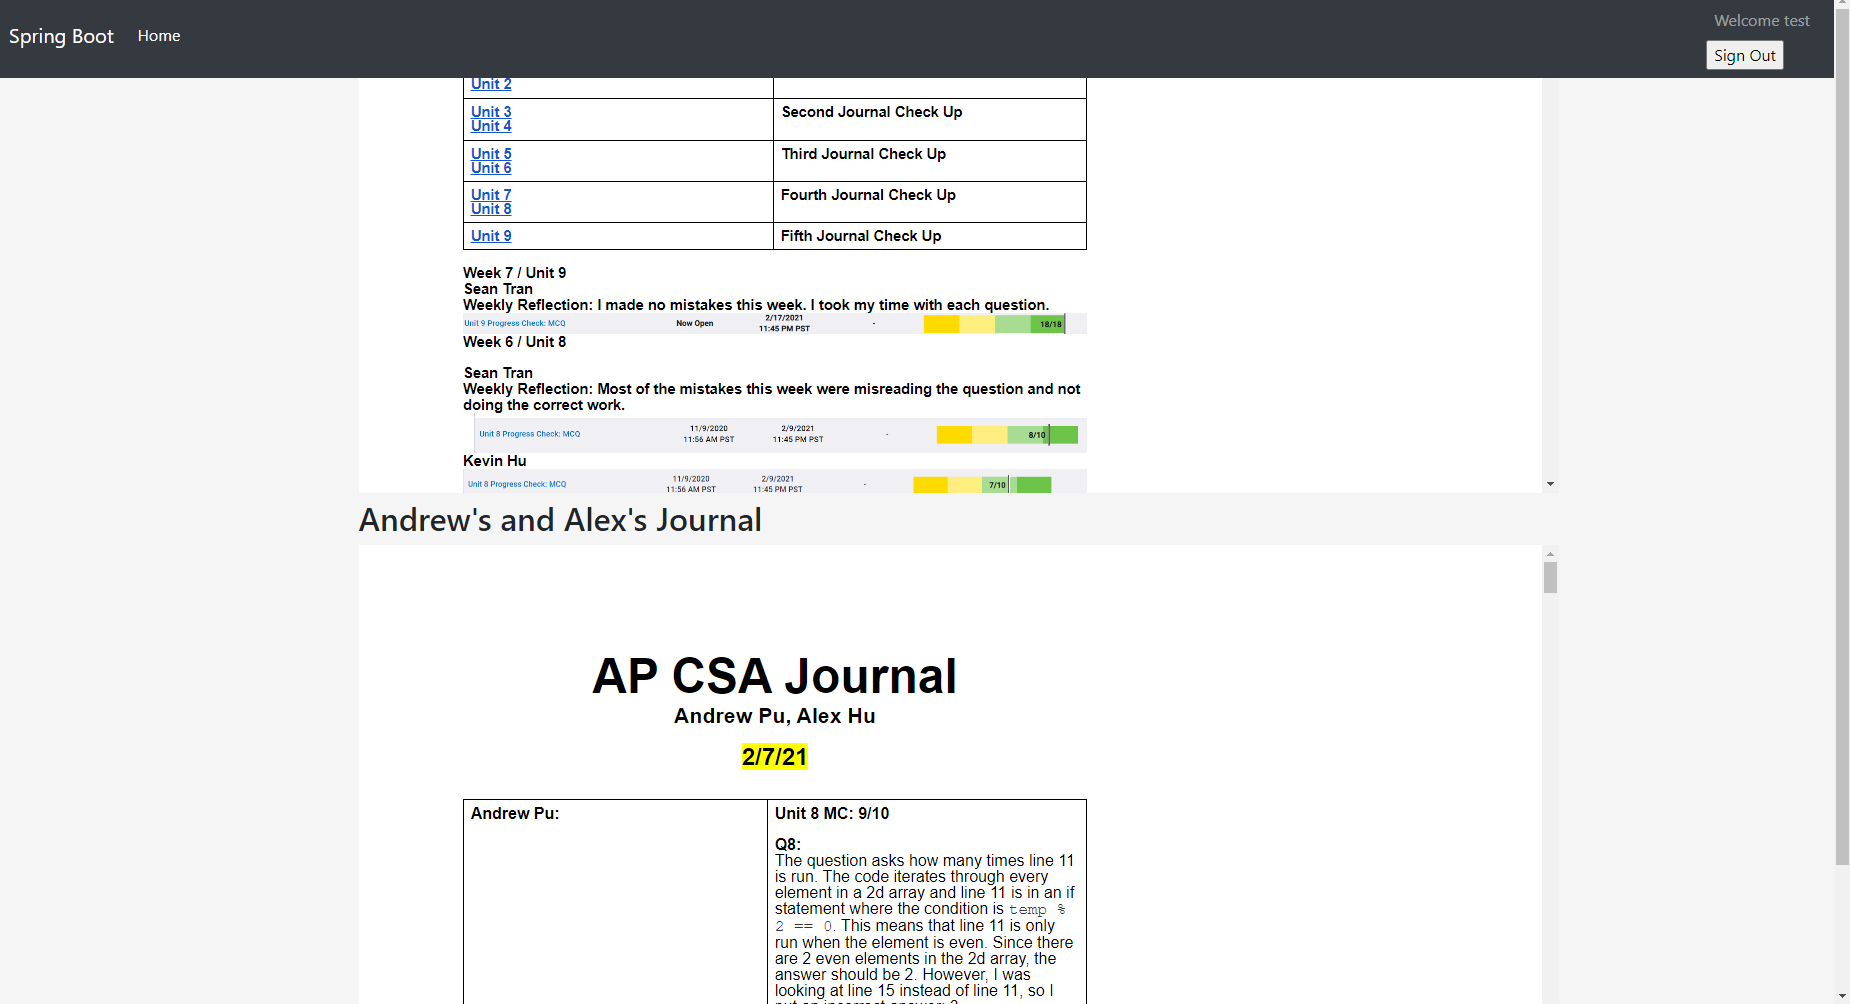 Spring Boot Home
Welcome test
Sign Out
Unit 2
Unit 3
Unit 4
Second Journal Check Up
Unit 5
Unit 6
Third Journal Check Up
Unit 7
Unit 8
Fourth Journal Check Up
Unit 9
Fifth Journal Check Up
Week 7 / Unit 9
Sean Tran
Weekly Reflection: I made no mistakes this week. I took my time with each question.
Unit 9 Progress Check: MCQ
Now Open
2/17/2021
11:45 PM PST
-
18/18
Week 6 / Unit 8
Sean Tran
Weekly Reflection: Most of the mistakes this week were misreading the question and not
doing the correct work.
Unit 8 Progress Check: MCQ
11/9/2020
11:56 AM PST
2/9/2021
11:45 PM PST
-
8/10
Kevin Hu
Unit 8 Progress Check: MCQ
11/9/2020
11:56 AM PST
2/9/2021
11:45 PM PST
-
7/10
Andrew's and Alex's Journal
AP CSA Journal
Andrew Pu, Alex Hu
2/7/21
Andrew Pu:
Unit 8 MC: 9/10
Q8:
The question asks how many times line 11
is run. The code iterates through every
element in a 2d array and line 11 is in an if
statement where the condition is temp %
2 == 0. This means that line 11 is only
run when the element is even. Since there
are 2 even elements in the 2d array, the
answer should be 2. However, I was
looking at line 15 instead of line 11, so I